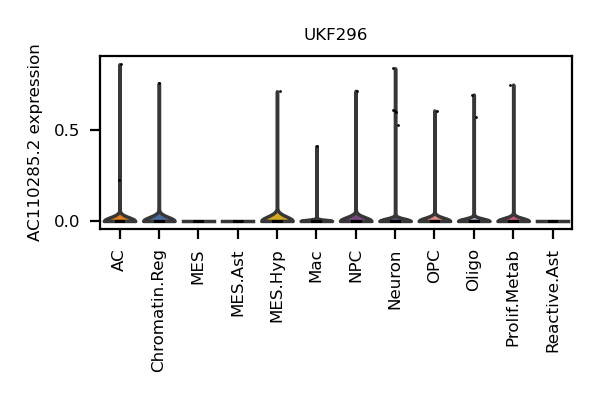 UKF296
AC110285.2 expression
0.5
0.0
AC
Chromatin.Reg
MES
MES.Ast
MES.Hyp
Mac
NPC
Neuron
OPC
Oligo
Prolif.Metab
Reactive.Ast